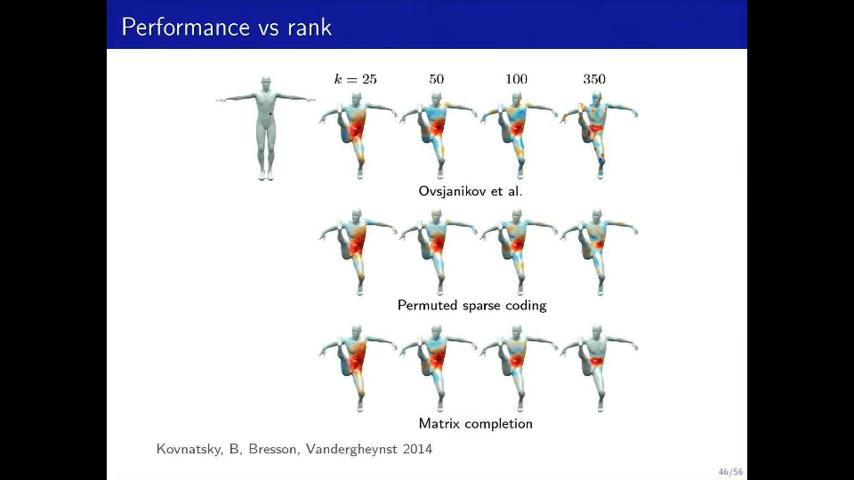 Performance vs rank
k = 25 50 100 350
Ovsjanikov et al.
Permuted sparse coding
Matrix completion
Kovnatsky, B, Bresson, Vandergheynst 2014
46/56